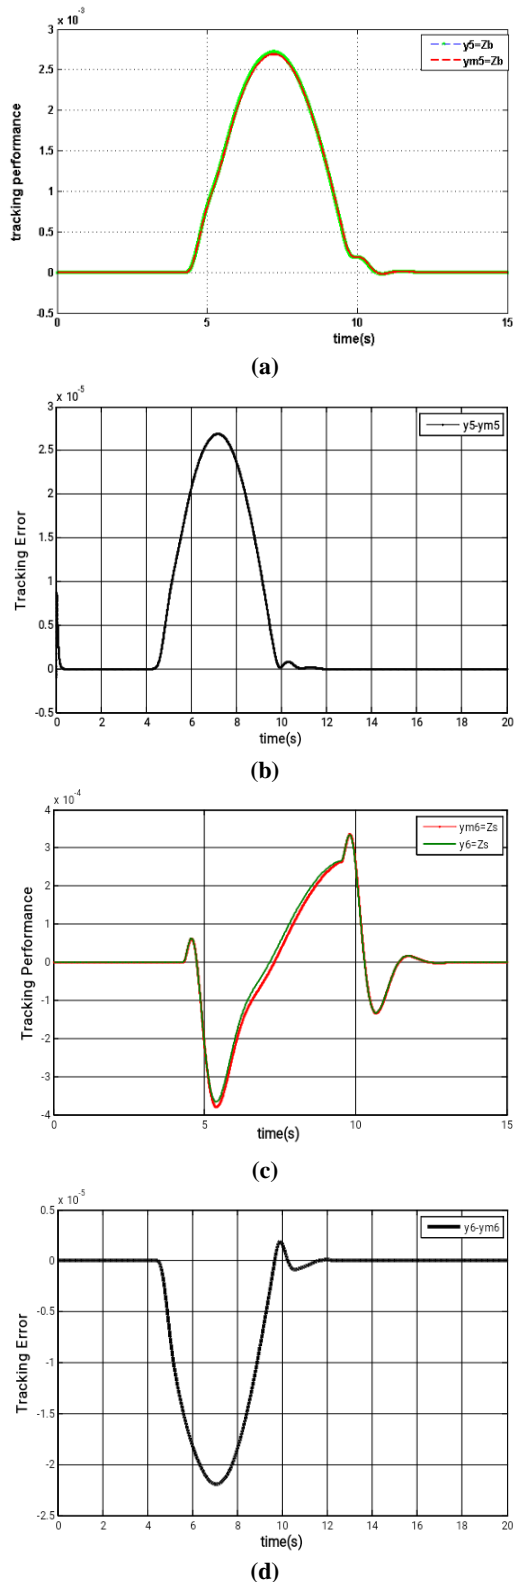 x 10⁻³
3
2.5
2
1.5
1
0.5
0
-0.5
tracking performance
y5=Zb
ym5=Zb
0 5 10 15
time(s)
(a)
x 10⁻⁵
3
2.5
2
1.5
1
0.5
0
-0.5
Tracking Error
y5-ym5
0 2 4 6 8 10 12 14 16 18 20
time(s)
(b)
x 10⁻⁴
4
3
2
1
0
-1
-2
-3
-4
Tracking Performance
ym6=Zs
y6=Zs
0 5 10 15
time(s)
(c)
x 10⁻⁵
0.5
0
-0.5
-1
-1.5
-2
-2.5
Tracking Error
y6-ym6
0 2 4 6 8 10 12 14 16 18 20
time(s)
(d)